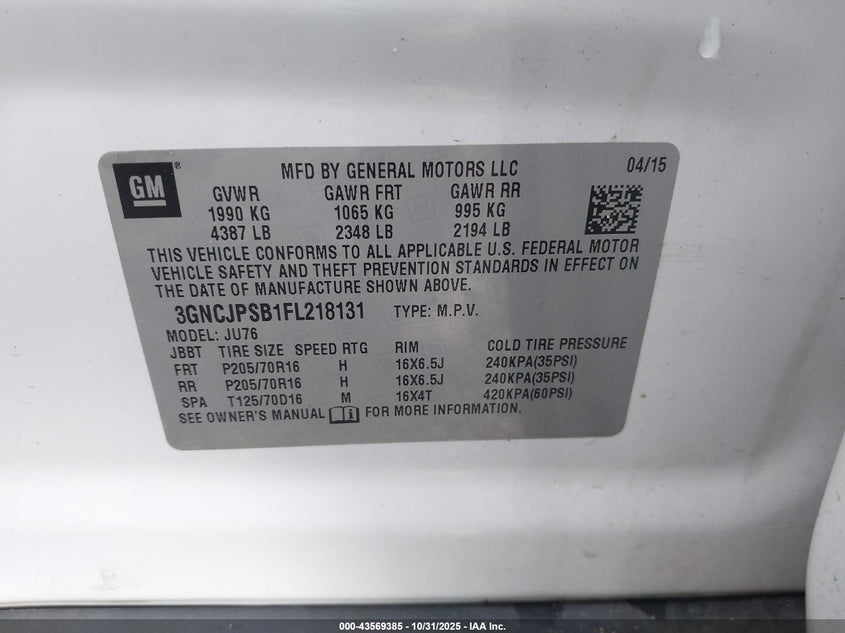 GM ®
MFD BY GENERAL MOTORS LLC 04/15
GVWR GAWR FRT GAWR RR
1990 KG 1065 KG 995 KG
4387 LB 2348 LB 2194 LB
THIS VEHICLE CONFORMS TO ALL APPLICABLE U.S. FEDERAL MOTOR
VEHICLE SAFETY AND THEFT PREVENTION STANDARDS IN EFFECT ON
THE DATE OF MANUFACTURE SHOWN ABOVE.
3GNCJPSB1FL218131 TYPE: M.P.V.
MODEL: JU76
JBBT TIRE SIZE SPEED RTG RIM COLD TIRE PRESSURE
FRT P205/70R16 H 16X6.5J 240KPA(35PSI)
RR P205/70R16 H 16X6.5J 240KPA(35PSI)
SPA T125/70D16 M 16X4T 420KPA(60PSI)
SEE OWNER'S MANUAL FOR MORE INFORMATION.
000-43569385 - 10/31/2025 - IAA Inc.